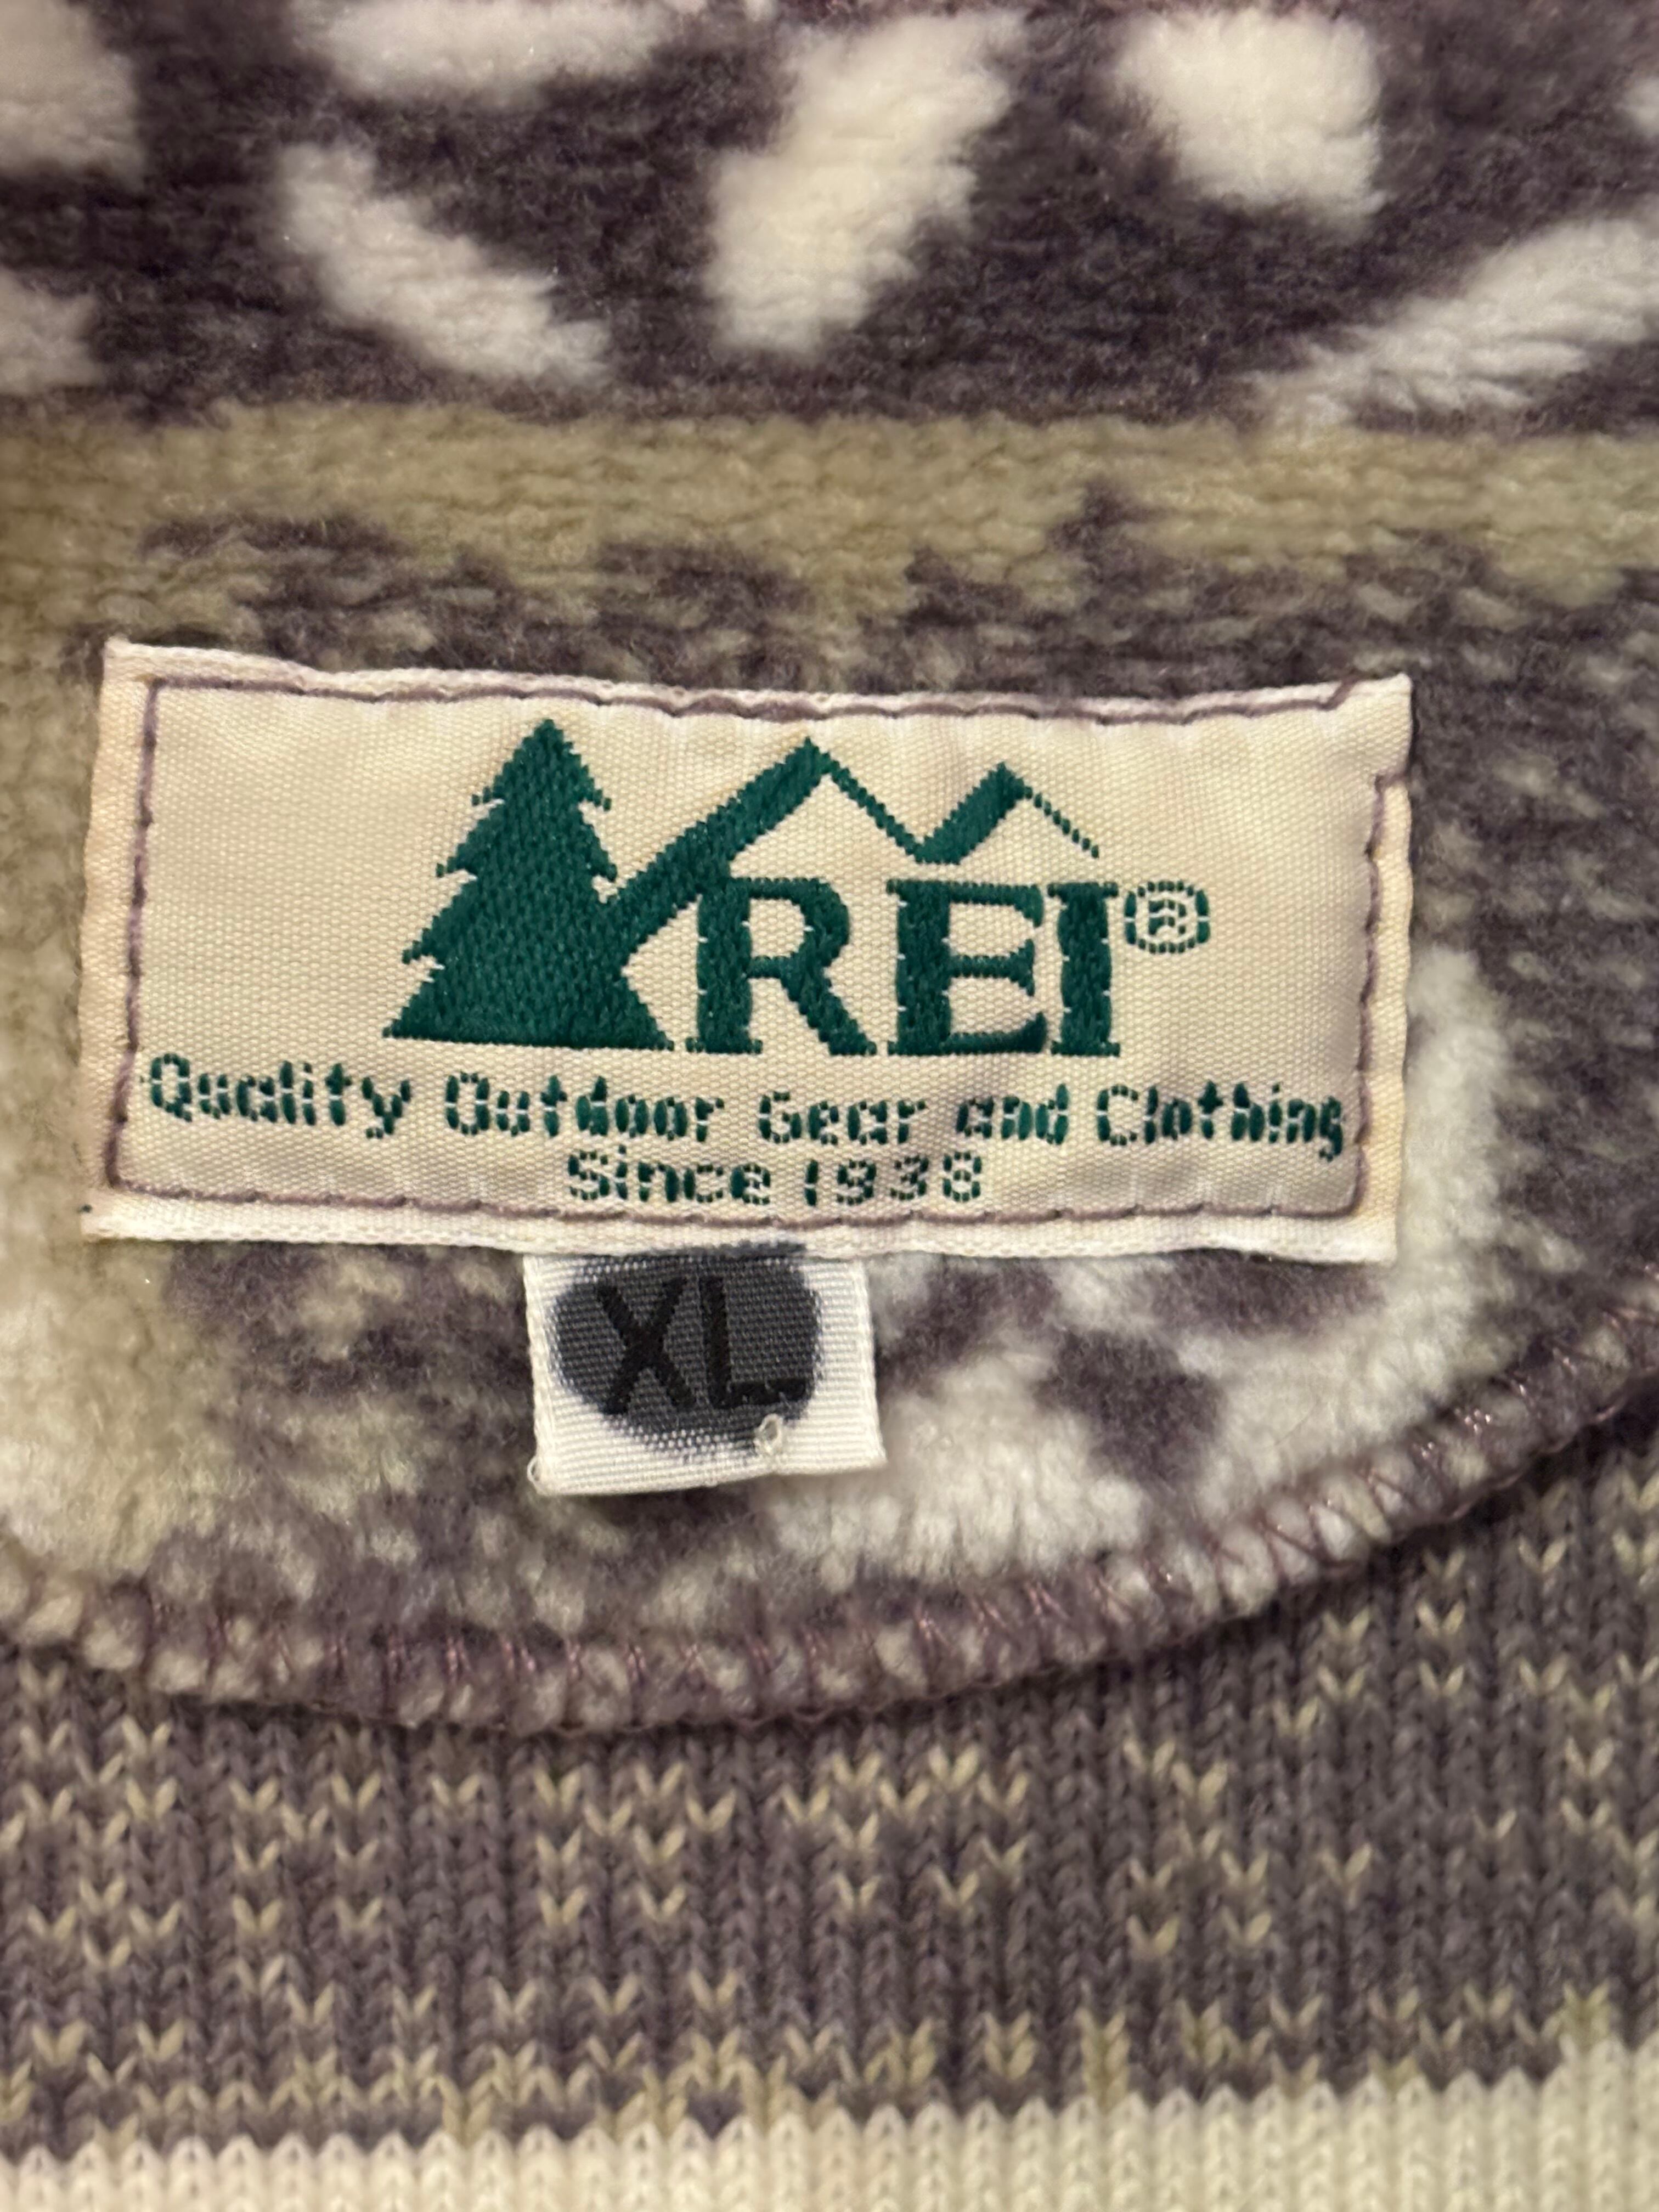 REI®
Quality Outdoor Gear and Clothing
Since 1938
XL